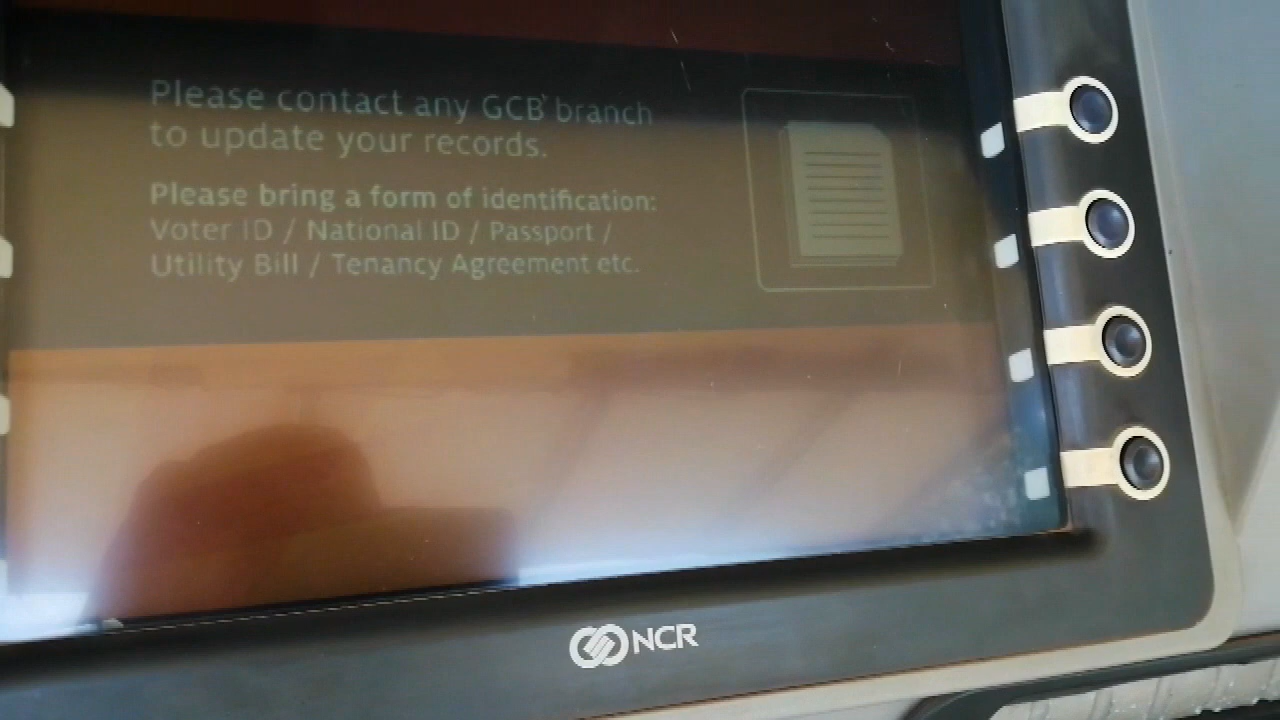 Please contact any GCB branch
to update your records.
Please bring a form of identification:
Voter ID / National ID / Passport /
Utility Bill / Tenancy Agreement etc.
NCR